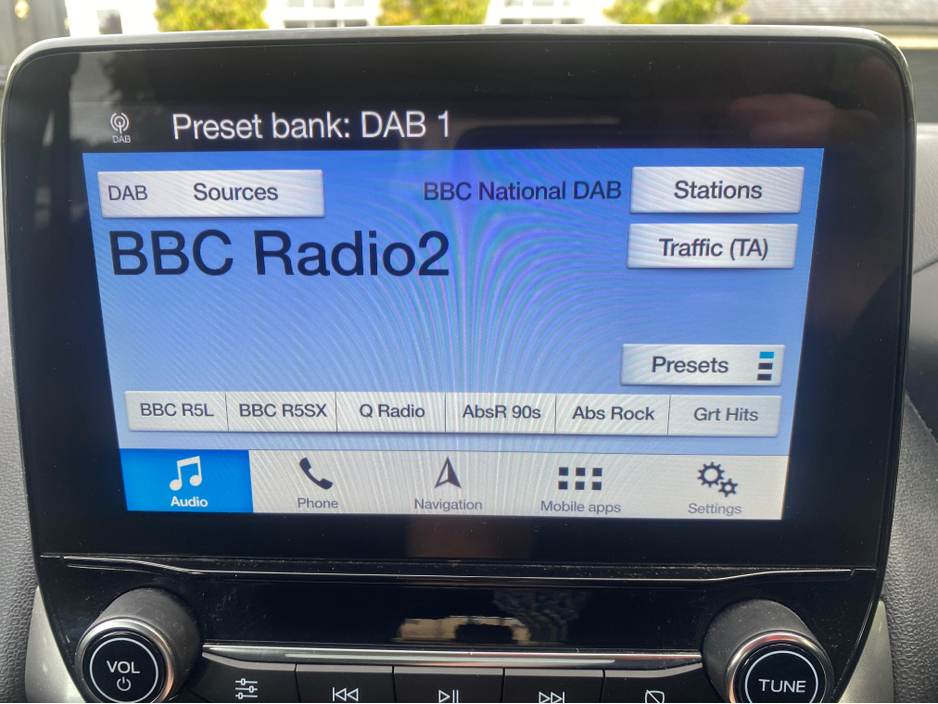 DAB
Preset bank: DAB 1
DAB Sources
BBC National DAB
Stations
BBC Radio2
Traffic (TA)
Presets
BBC R5L
BBC R5SX
Q Radio
AbsR 90s
Abs Rock
Grt Hits
Audio
Phone
Navigation
Mobile apps
Settings
VOL
TUNE